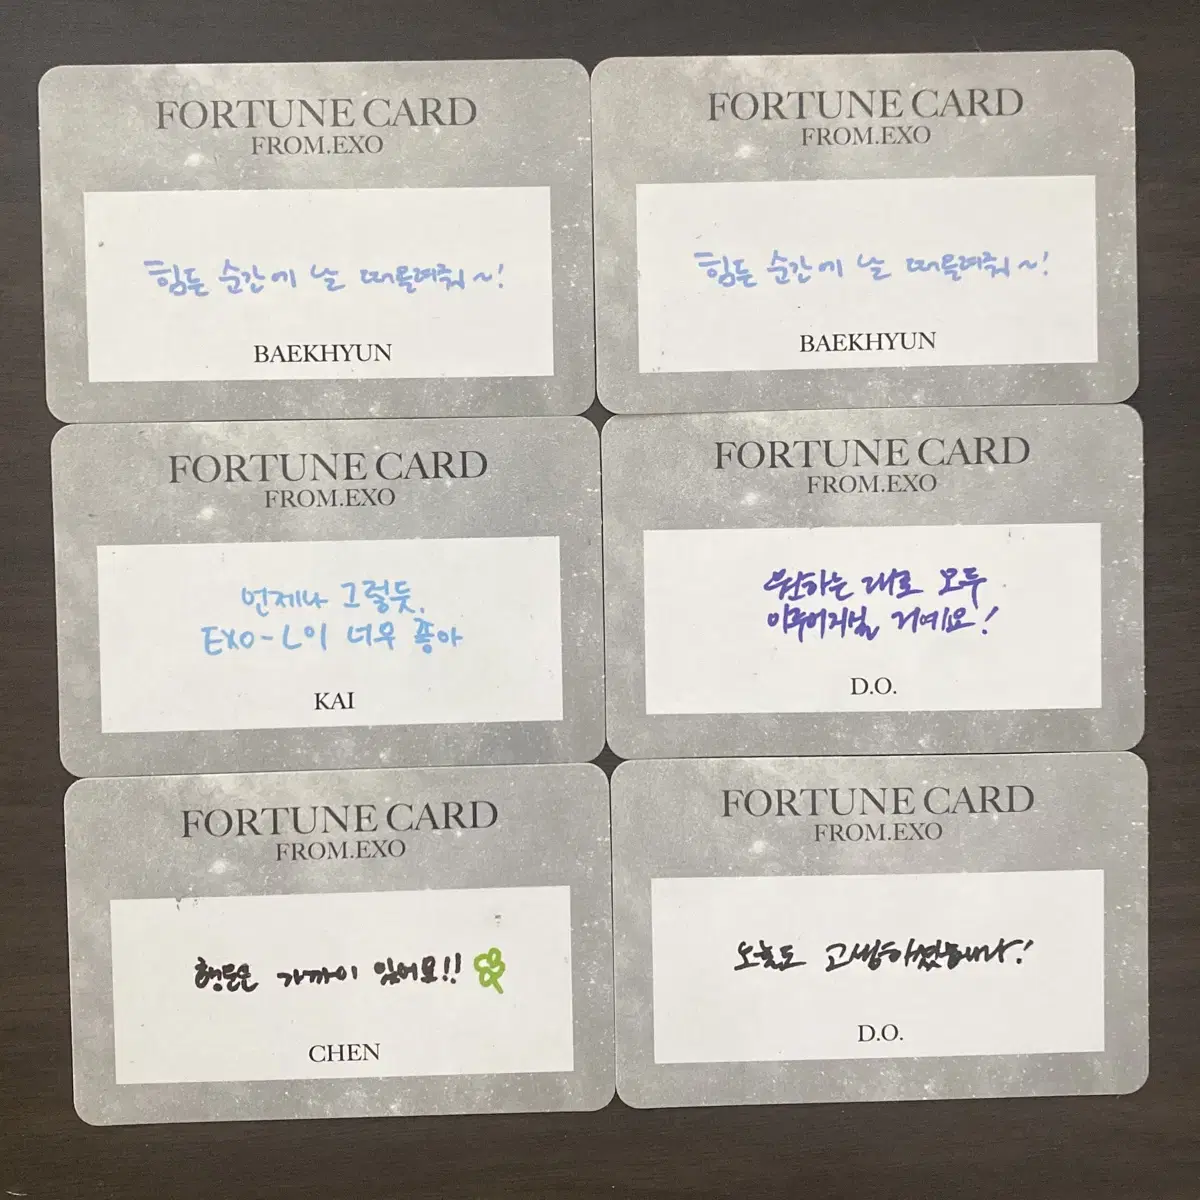 FORTUNE CARD
FROM.EXO
힘든 순간에 날 떠올려줘~!
BAEKHYUN
FORTUNE CARD
FROM.EXO
힘든 순간에 날 떠올려줘~!
BAEKHYUN
FORTUNE CARD
FROM.EXO
언제나 그렇듯,
EXO-L이 너무 좋아
KAI
FORTUNE CARD
FROM.EXO
원하는 대로 모두
이루어지실 거예요!
D.O.
FORTUNE CARD
FROM.EXO
행운은 가까이 있어요!!
CHEN
FORTUNE CARD
FROM.EXO
오늘도 고생하셨습니다!
D.O.